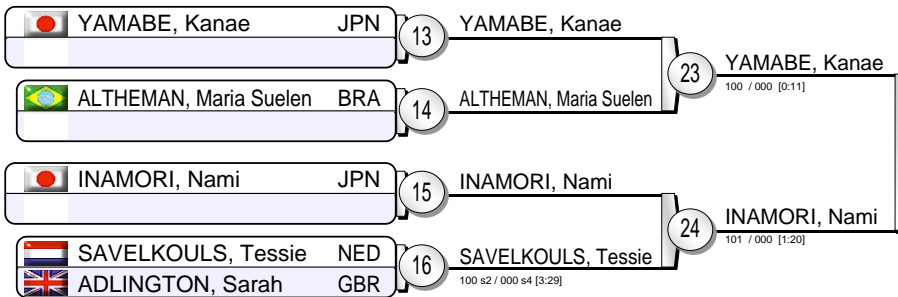 YAMABE, Kanae JPN 13 YAMABE, Kanae
23 YAMABE, Kanae
100 / 000 [0:11]
ALTHEMAN, Maria Suelen BRA 14 ALTHEMAN, Maria Suelen
INAMORI, Nami JPN 15 INAMORI, Nami
24 INAMORI, Nami
101 / 000 [1:20]
SAVELKOULS, Tessie NED 16 SAVELKOULS, Tessie
100 s2 / 000 s4 [3:29]
ADLINGTON, Sarah GBR